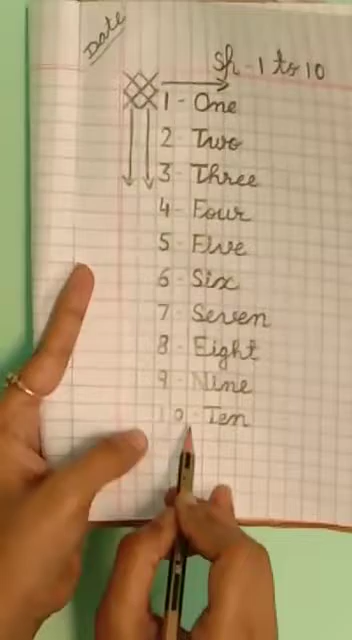 Date
Sh - 1 to 10
1 - One
2 - Two
3 - Three
4 - Four
5 - Five
6 - Six
7 - Seven
8 - Eight
9 - Nine
10 - Ten